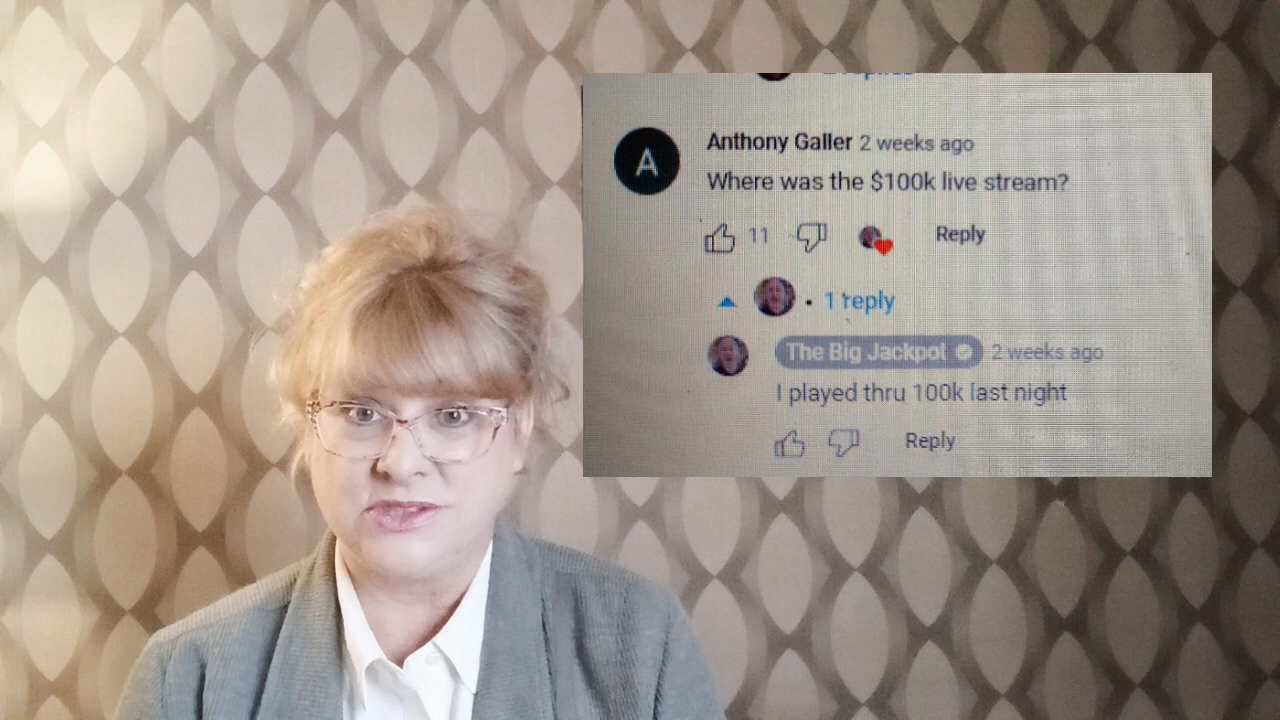 A
Anthony Galler 2 weeks ago
Where was the $100k live stream?
11
Reply
• 1 reply
The Big Jackpot 2 weeks ago
I played thru 100k last night
Reply